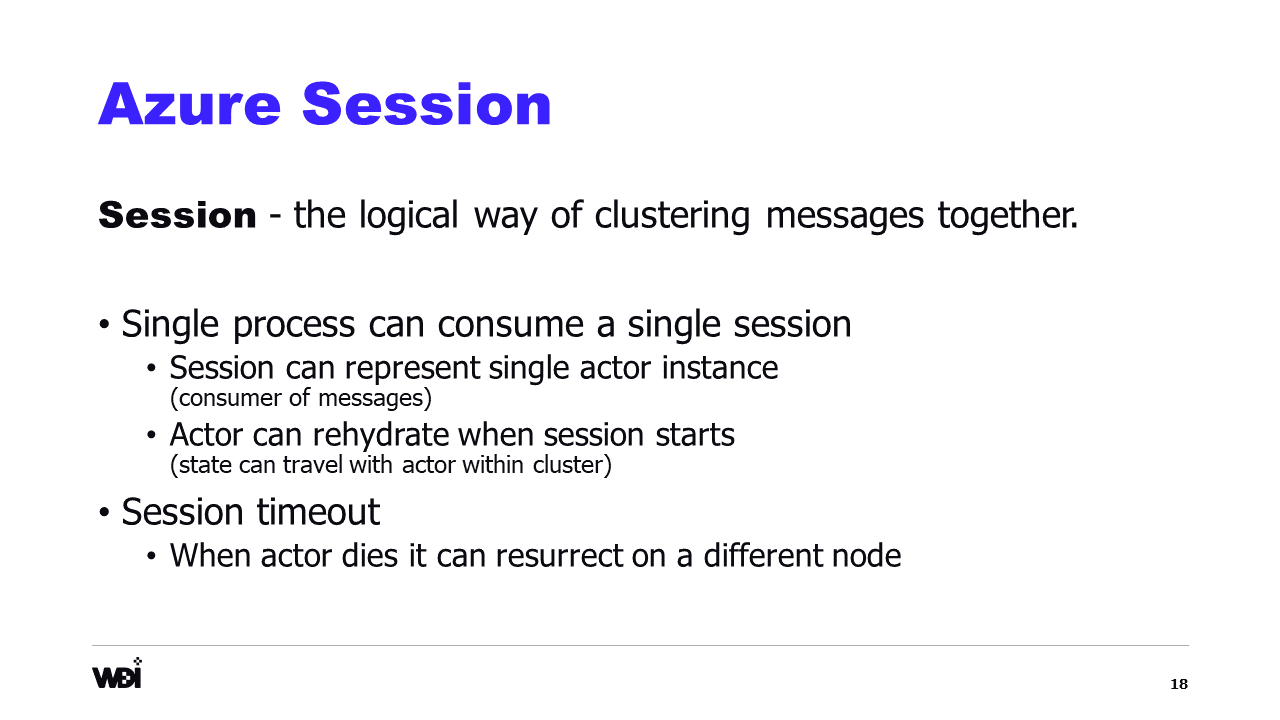 Azure Session
Session - the logical way of clustering messages together.
• Single process can consume a single session
• Session can represent single actor instance
(consumer of messages)
• Actor can rehydrate when session starts
(state can travel with actor within cluster)
• Session timeout
• When actor dies it can resurrect on a different node
WDI
18